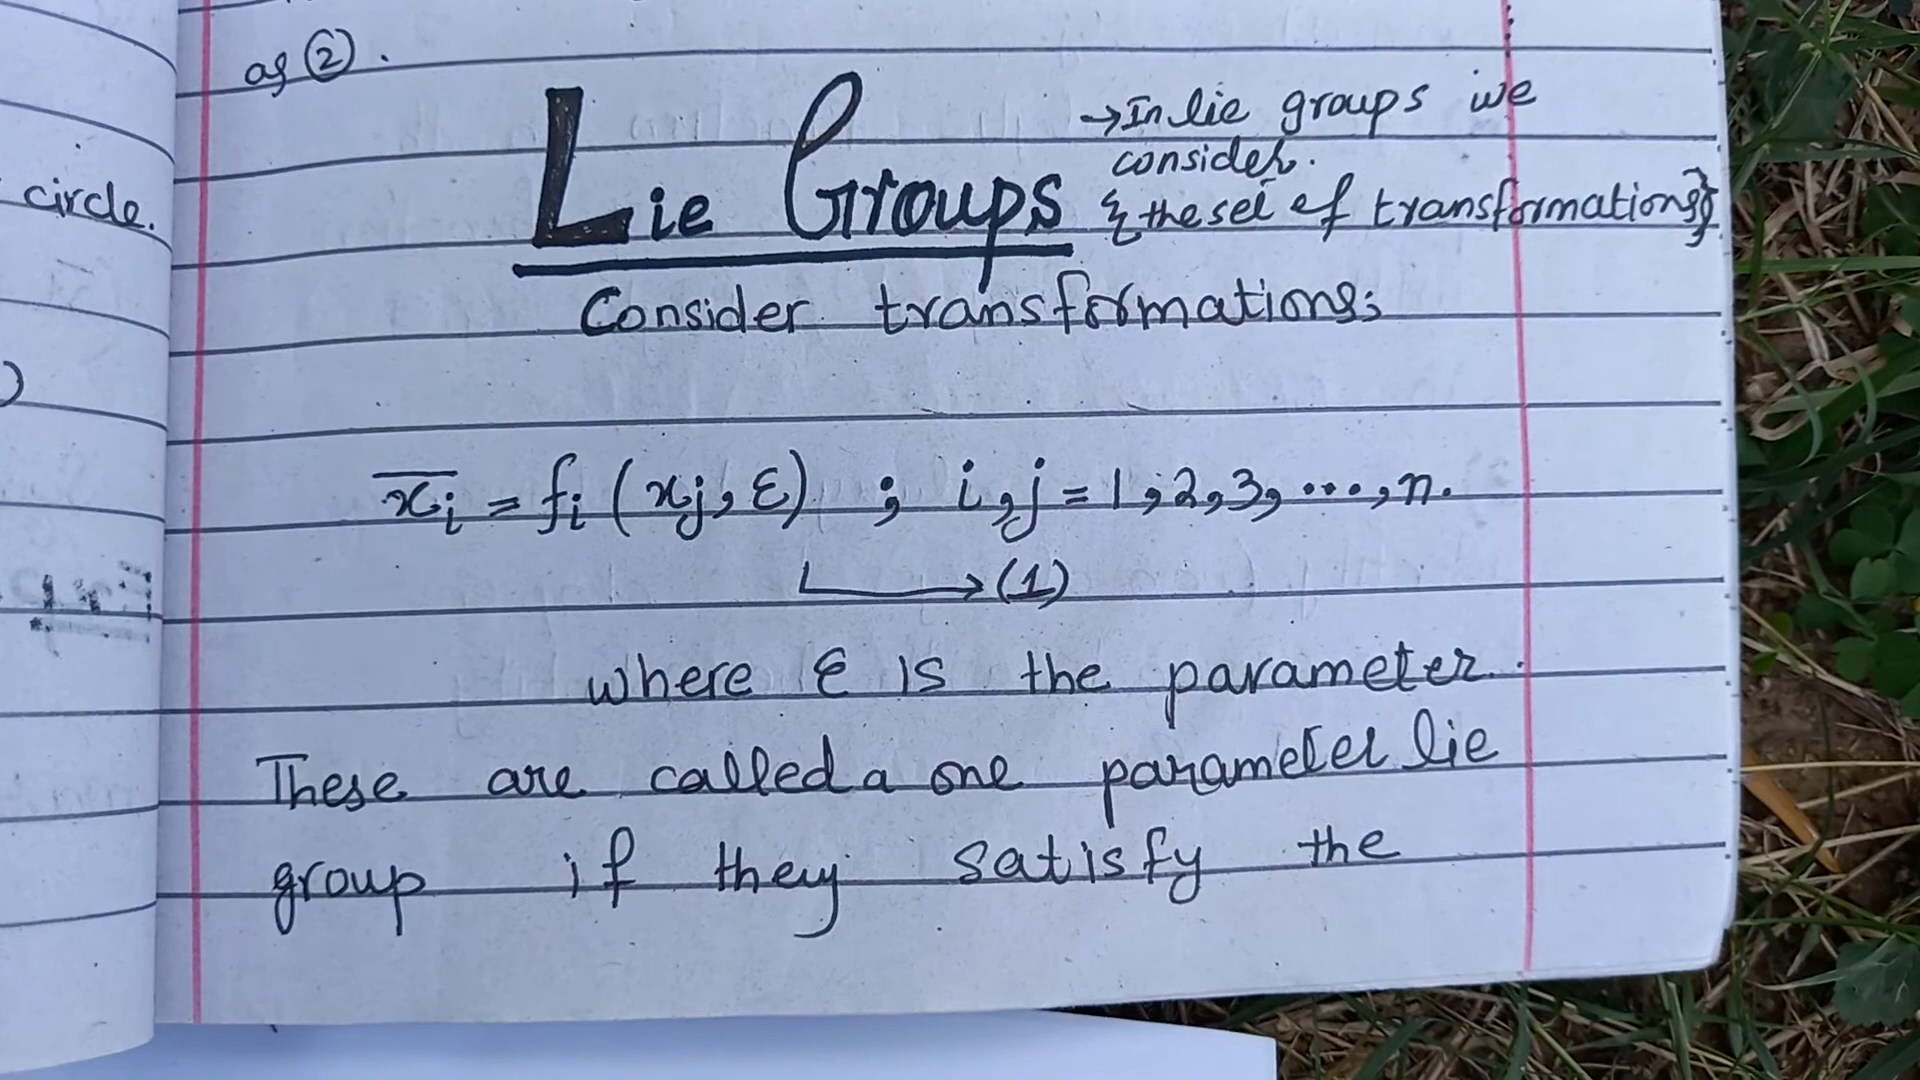 as ②.
Lie Groups
→In lie groups we
consider.
{ the set of transformations}
circle.
Consider transformations;
)
x̄ᵢ = fᵢ (xⱼ, ε) ; i,j = 1,2,3, ..., n.
→(1)
where ε is the parameter.
These are called a one parameter lie
group if they satisfy the